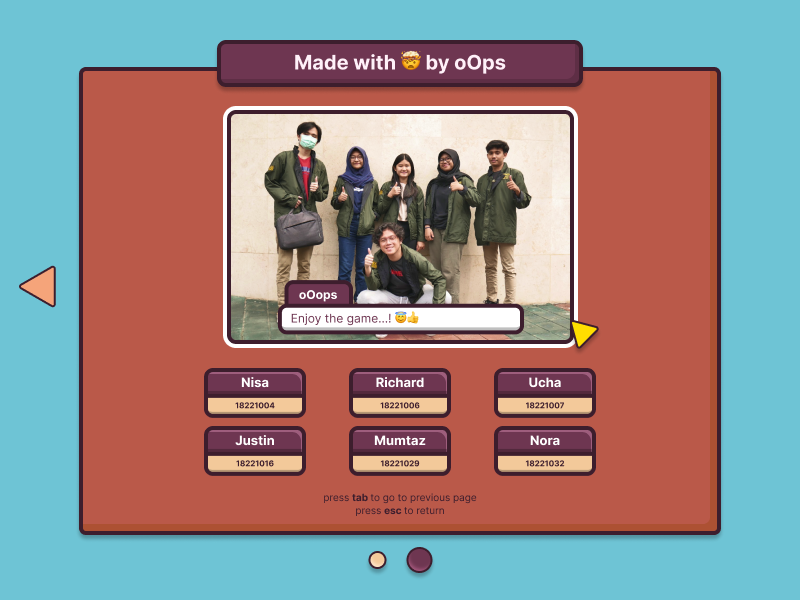 Made with 🤯 by oOps
oOops
Enjoy the game...! 😇👍
Nisa
18221004
Richard
18221006
Ucha
18221007
Justin
18221016
Mumtaz
18221029
Nora
18221032
press tab to go to previous page
press esc to return